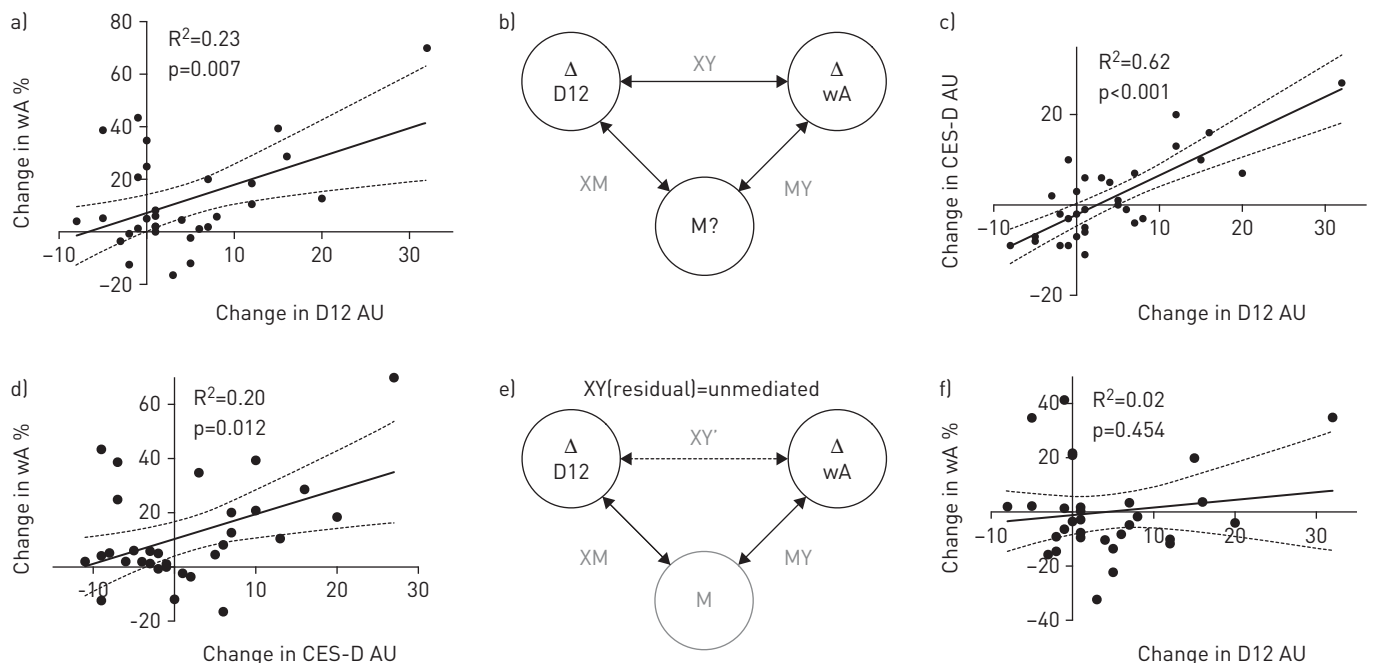 a)
80
60
40
20
−20
−10
10
20
30
R²=0.23
p=0.007
Change in wA %
Change in D12 AU
b)
Δ
D12
XY
Δ
wA
XM
MY
M?
c)
R²=0.62
p<0.001
20
−10
10
20
30
−20
Change in CES-D AU
Change in D12 AU
d)
R²=0.20
p=0.012
60
40
20
-10
10
20
30
-20
Change in wA %
Change in CES-D AU
e)
XY(residual)=unmediated
Δ
D12
XY*
Δ
wA
XM
MY
M
f)
R²=0.02
p=0.454
40
20
−10
10
20
30
−20
−40
Change in wA %
Change in D12 AU